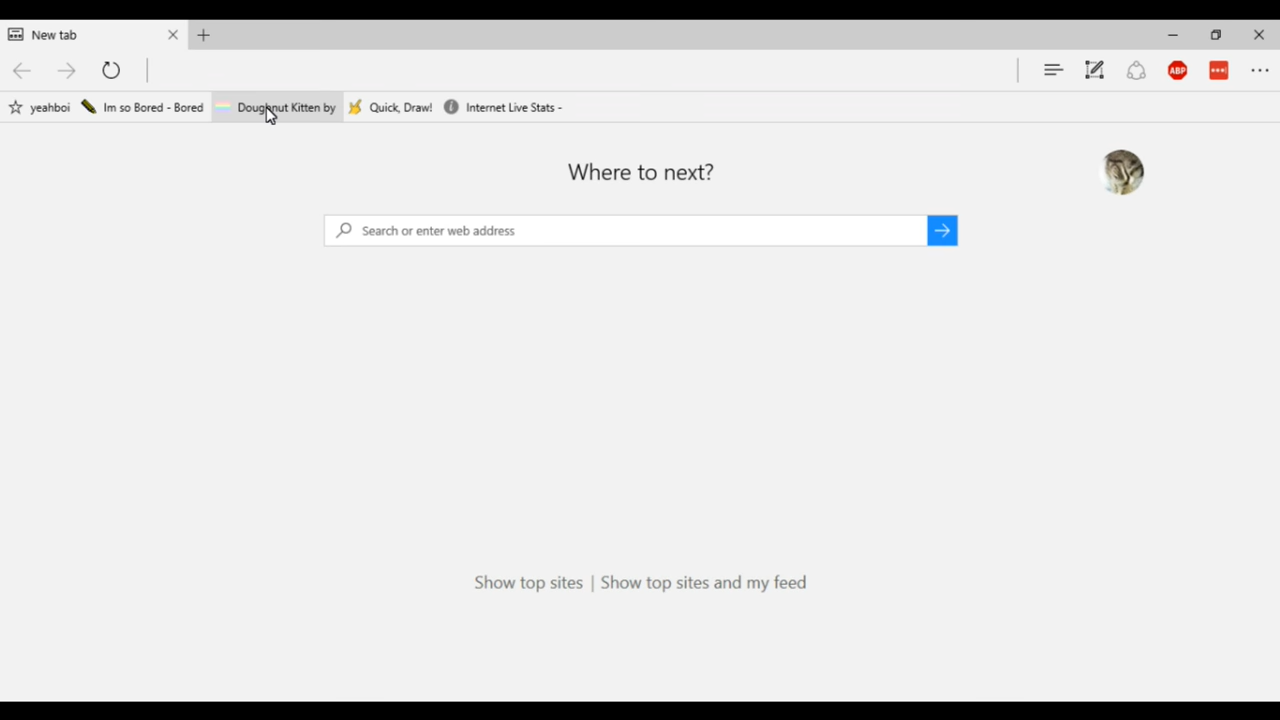 New tab
yeahboi Im so Bored - Bored Doughnut Kitten by Quick, Draw! Internet Live Stats -
ABP
Where to next?
Search or enter web address
Show top sites | Show top sites and my feed